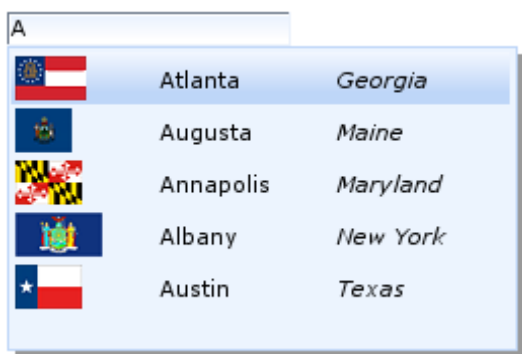 A
Atlanta Georgia
Augusta Maine
Annapolis Maryland
Albany New York
Austin Texas